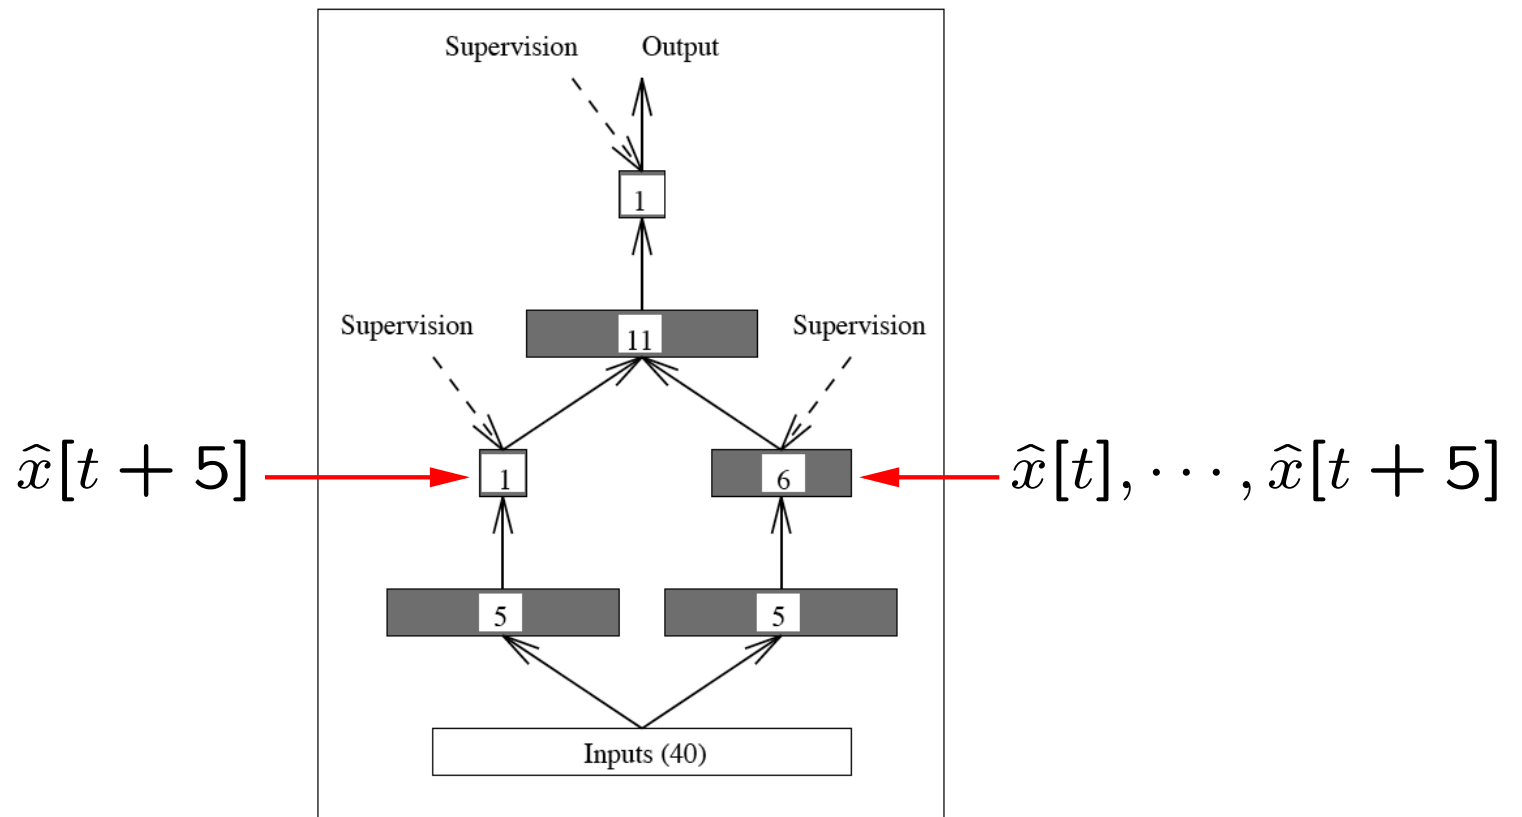 Supervision Output
1
Supervision Supervision
11
x̂[t + 5] 1 6 x̂[t], ⋯, x̂[t + 5]
5 5
Inputs (40)